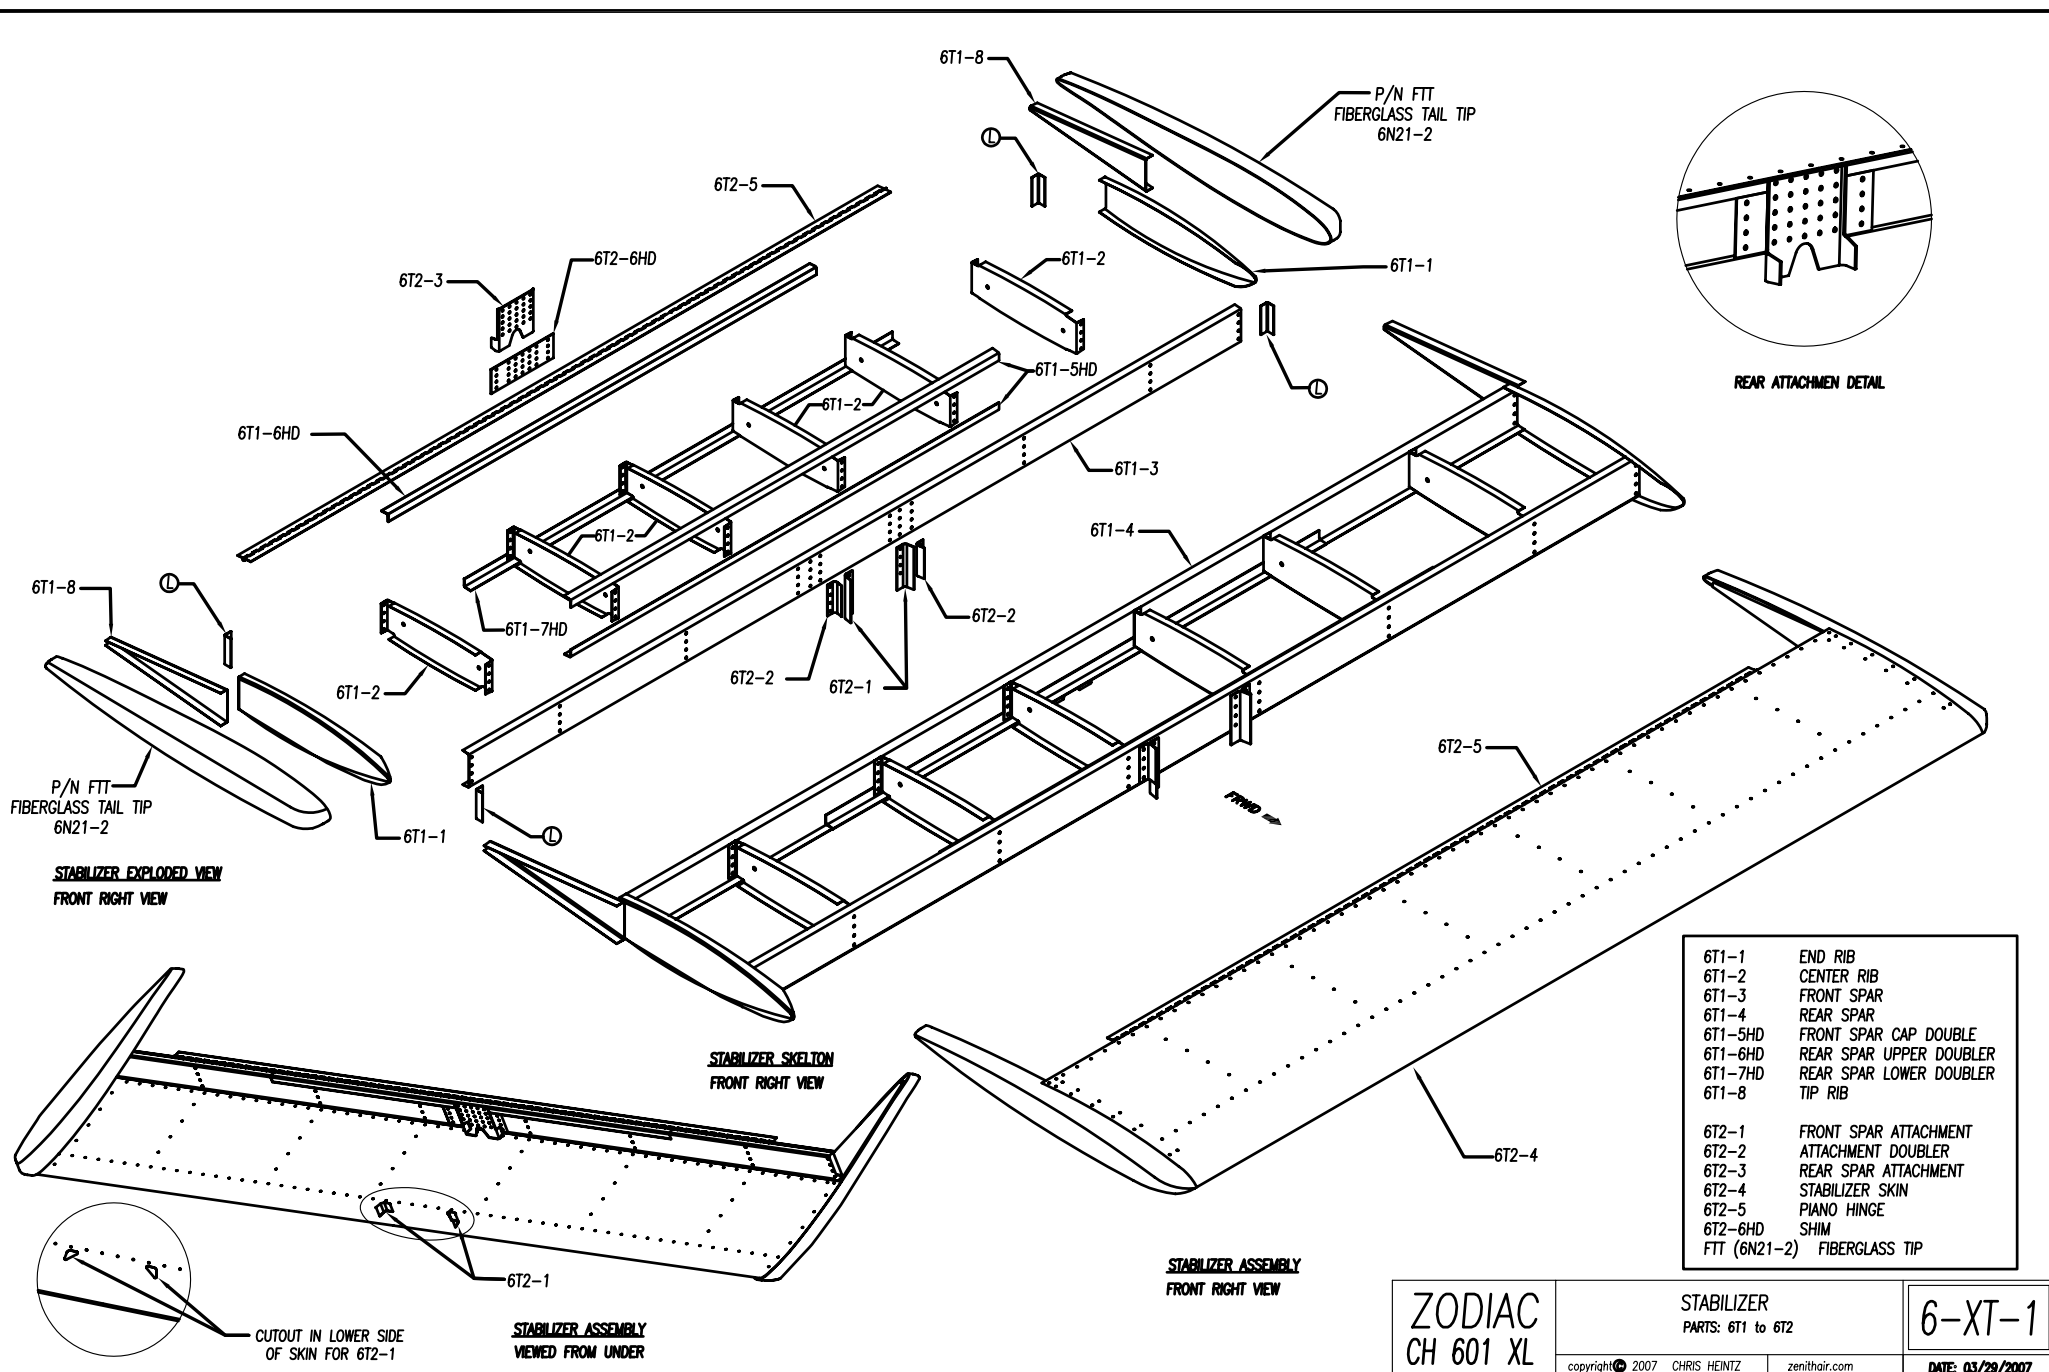 6T1-8
P/N FTT
FIBERGLASS TAIL TIP
6N21-2
L
6T2-5
6T2-6HD
6T1-2
6T1-1
6T2-3
L
6T1-5HD
REAR ATTACHMEN DETAIL
6T1-2
6T1-6HD
6T1-3
6T1-4
6T1-2
L
6T1-8
6T2-2
6T1-7HD
6T2-2
6T2-1
6T1-2
6T2-5
P/N FTT
FIBERGLASS TAIL TIP
6N21-2
6T1-1
L
FRWD
STABILIZER EXPLODED VIEW
FRONT RIGHT VIEW
STABILIZER SKELTON
FRONT RIGHT VIEW
6T2-4
6T2-1
STABILIZER ASSEMBLY
FRONT RIGHT VIEW
CUTOUT IN LOWER SIDE
OF SKIN FOR 6T2-1
STABILIZER ASSEMBLY
VIEWED FROM UNDER
6T1-1 END RIB
6T1-2 CENTER RIB
6T1-3 FRONT SPAR
6T1-4 REAR SPAR
6T1-5HD FRONT SPAR CAP DOUBLE
6T1-6HD REAR SPAR UPPER DOUBLER
6T1-7HD REAR SPAR LOWER DOUBLER
6T1-8 TIP RIB
6T2-1 FRONT SPAR ATTACHMENT
6T2-2 ATTACHMENT DOUBLER
6T2-3 REAR SPAR ATTACHMENT
6T2-4 STABILIZER SKIN
6T2-5 PIANO HINGE
6T2-6HD SHIM
FTT (6N21-2) FIBERGLASS TIP
ZODIAC
CH 601 XL
STABILIZER
PARTS: 6T1 to 6T2
6-XT-1
copyright © 2007 CHRIS HEINTZ
zenithair.com
DATE: 03/29/2007